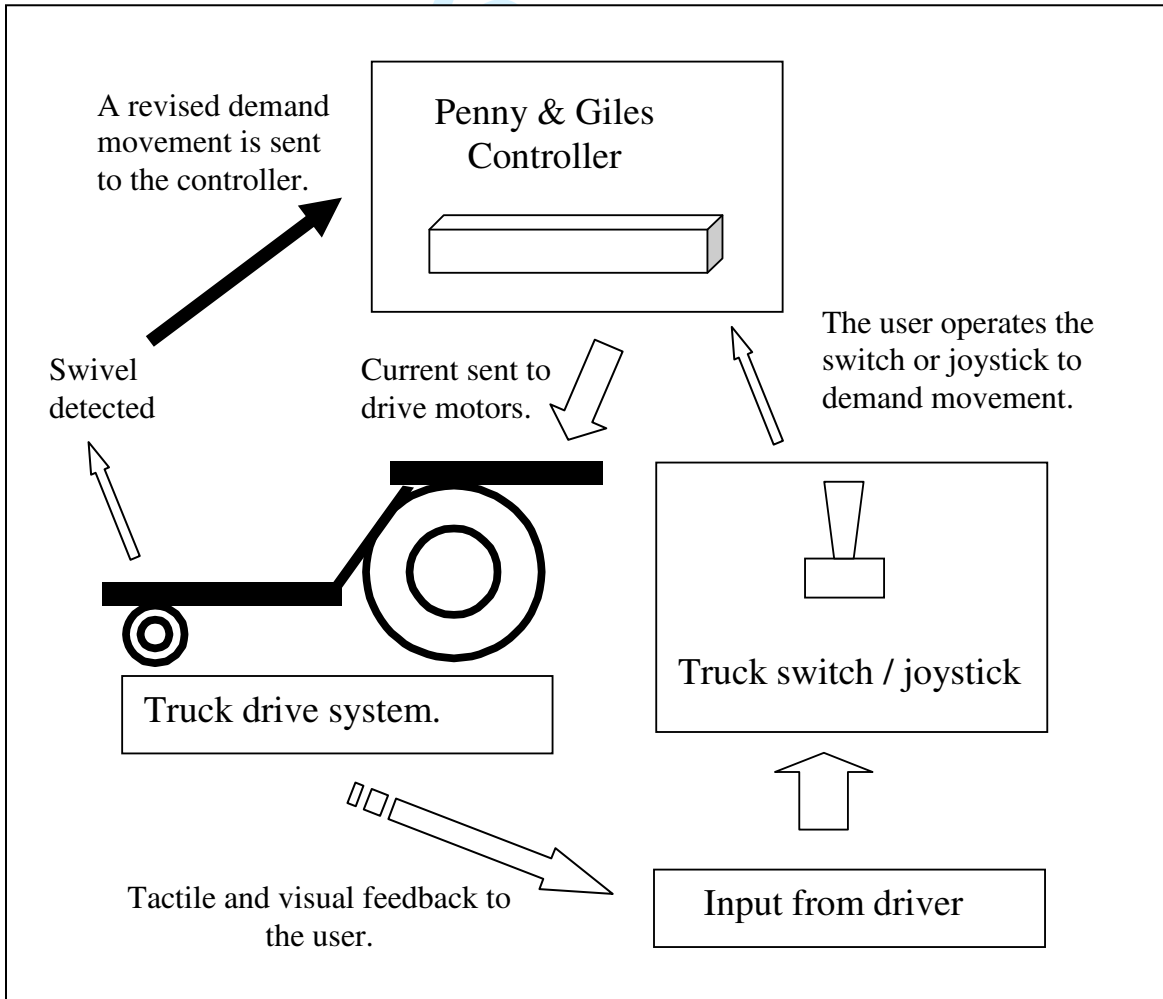 A revised demand
movement is sent
to the controller.
Penny & Giles
Controller
The user operates the
switch or joystick to
demand movement.
Swivel
detected
Current sent to
drive motors.
Truck switch / joystick
Truck drive system.
Tactile and visual feedback to
the user.
Input from driver